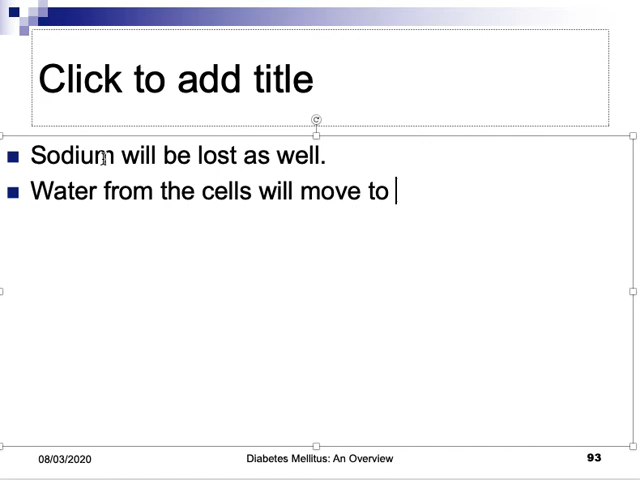 Click to add title
Sodium will be lost as well.
Water from the cells will move to
08/03/2020
Diabetes Mellitus: An Overview
93